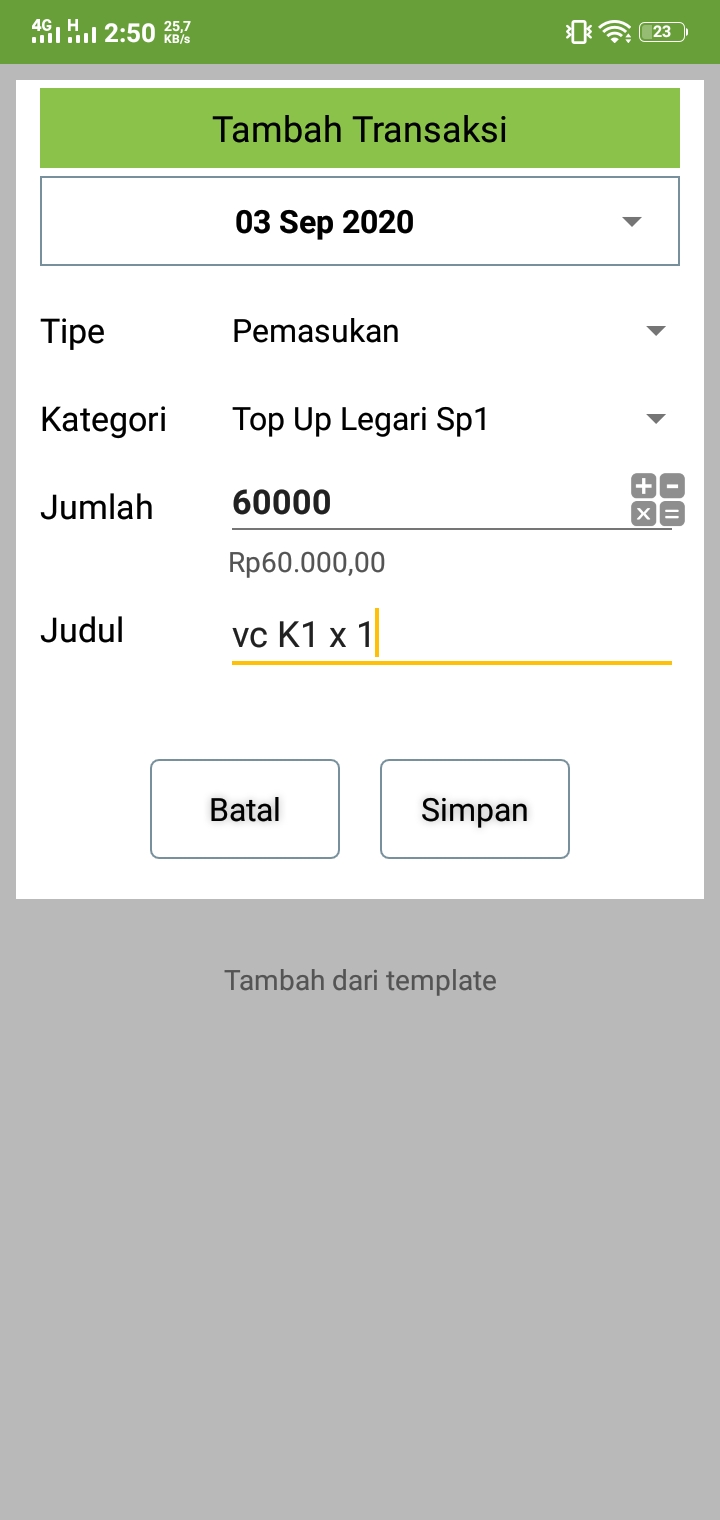 4G H 2:50 25,7 KB/s 23
Tambah Transaksi
03 Sep 2020
Tipe Pemasukan
Kategori Top Up Legari Sp1
Jumlah 60000
Rp60.000,00
Judul vc K1 x 1
Batal Simpan
Tambah dari template